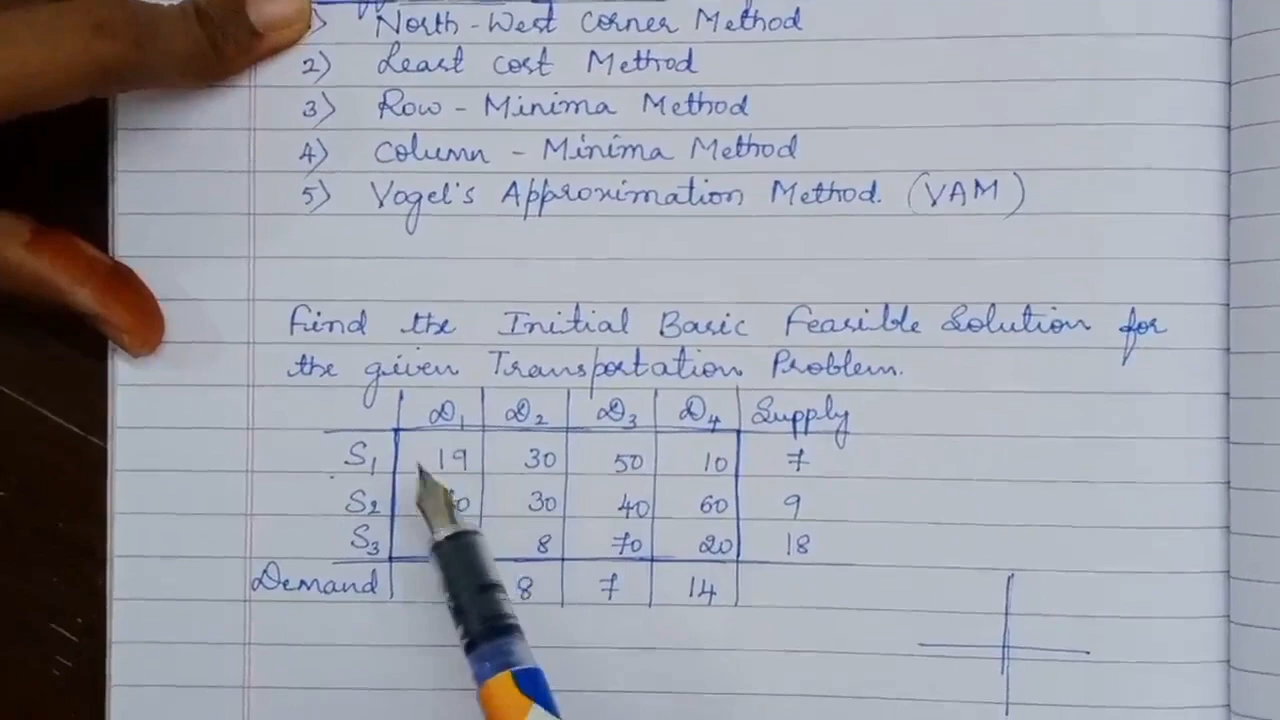 1) North-West Corner Method
2) Least cost Method
3) Row-Minima Method
4) Column-Minima Method
5) Vogel's Approximation Method. (VAM)
Find the Initial Basic Feasible Solution for
the given Transportation Problem.
D1 D2 D3 D4 Supply
S1 19 30 50 10 7
S2 30 40 60 9
S3 8 70 20 18
Demand 8 7 14